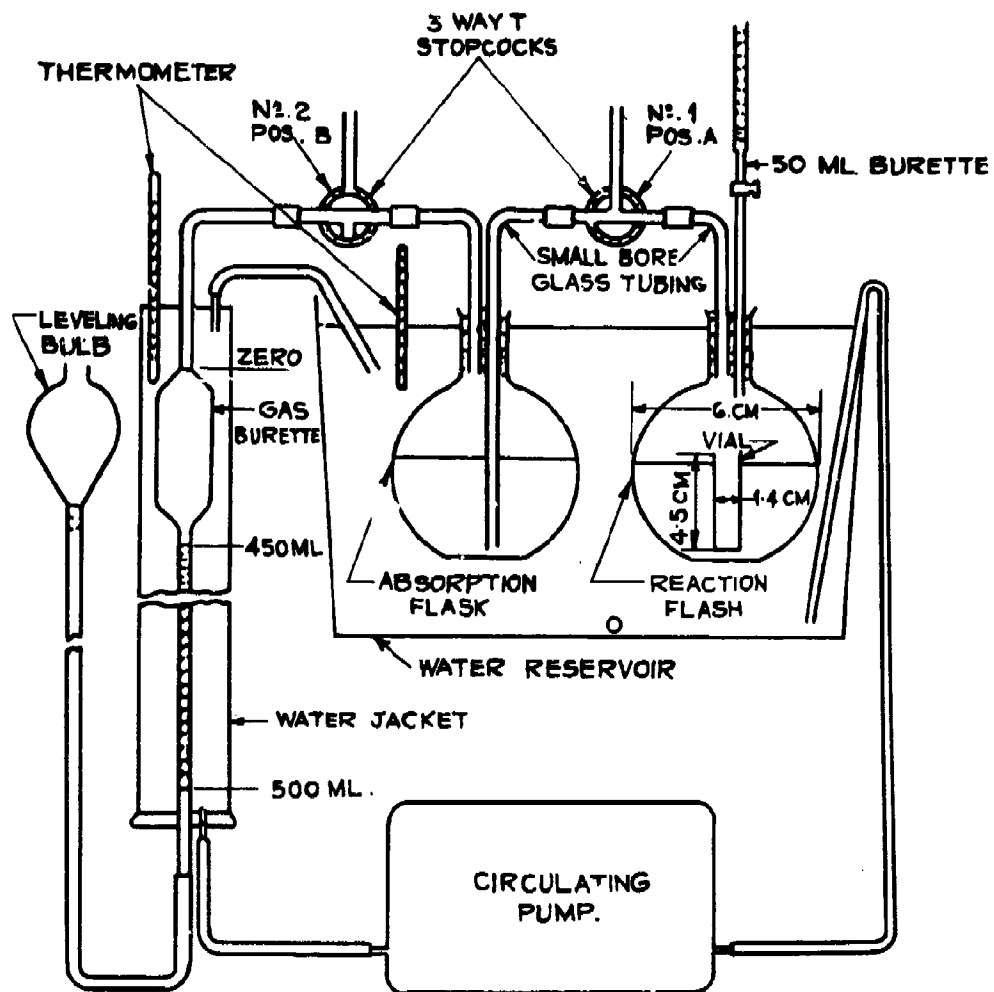 3 WAY T
STOPCOCKS
THERMOMETER
Nº.2
POS. B
Nº.1
POS.A
50 ML BURETTE
SMALL BORE
GLASS TUBING
LEVELING
BULB
ZERO
GAS
BURETTE
6 CM
VIAL
4.5 CM
1.4 CM
450 ML
ABSORPTION
FLASK
REACTION
FLASH
WATER RESERVOIR
WATER JACKET
500 ML.
CIRCULATING
PUMP.